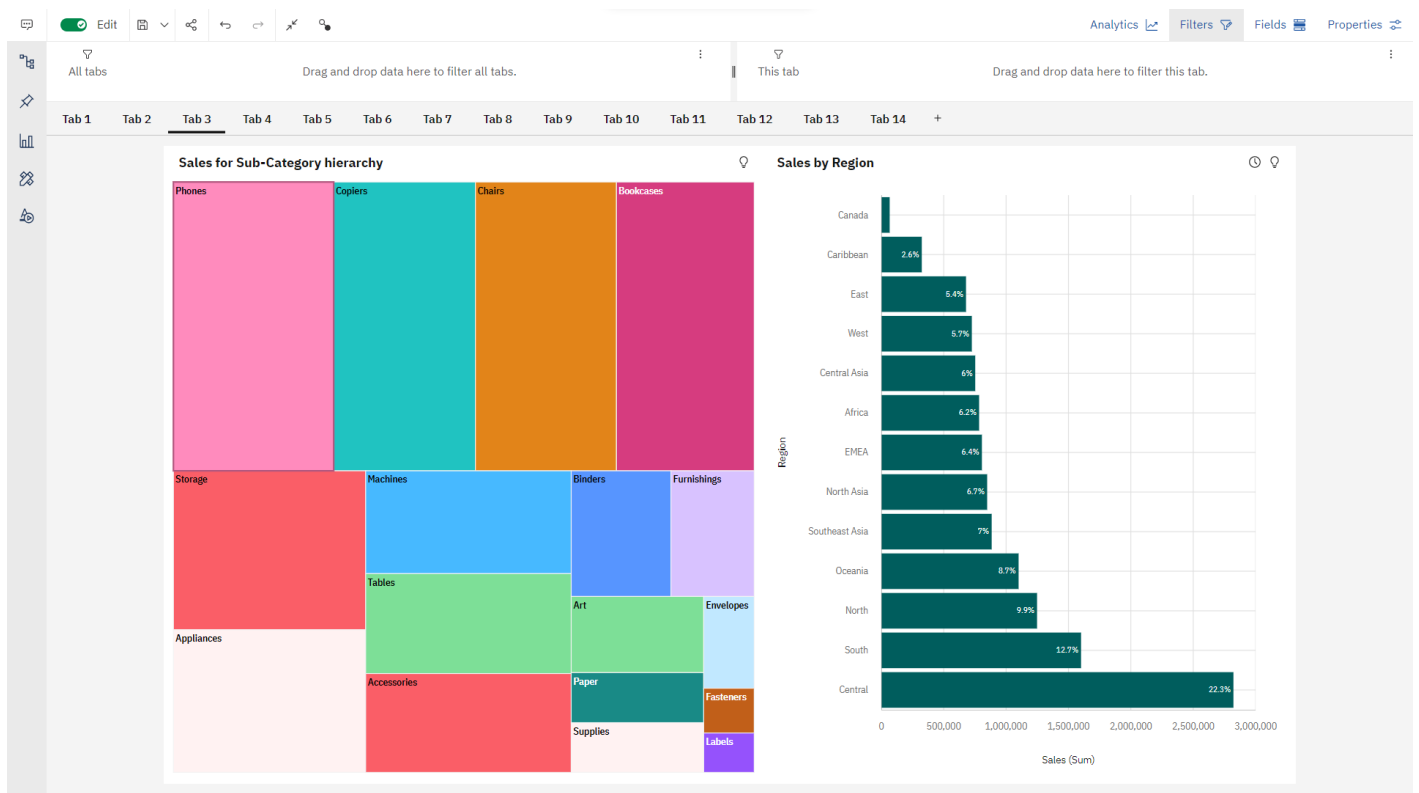 Edit
Analytics
Filters
Fields
Properties
All tabs
Drag and drop data here to filter all tabs.
This tab
Drag and drop data here to filter this tab.
Tab 1 Tab 2 Tab 3 Tab 4 Tab 5 Tab 6 Tab 7 Tab 8 Tab 9 Tab 10 Tab 11 Tab 12 Tab 13 Tab 14 +
Sales for Sub-Category hierarchy
Phones
Copiers
Chairs
Bookcases
Storage
Machines
Binders
Furnishings
Tables
Art
Envelopes
Appliances
Accessories
Paper
Fasteners
Supplies
Labels
Sales by Region
Region
Canada
Caribbean 2.6%
East 5.4%
West 5.7%
Central Asia 6%
Africa 6.2%
EMEA 6.4%
North Asia 6.7%
Southeast Asia 7%
Oceania 8.7%
North 9.9%
South 12.7%
Central 22.3%
0 500,000 1,000,000 1,500,000 2,000,000 2,500,000 3,000,000
Sales (Sum)